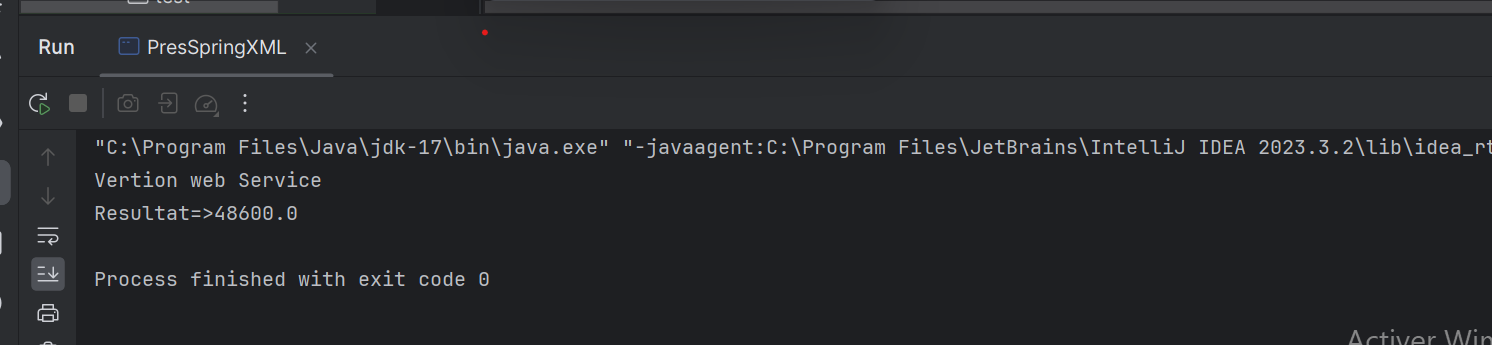 test
Run
PresSpringXML
"C:\Program Files\Java\jdk-17\bin\java.exe" "-javaagent:C:\Program Files\JetBrains\IntelliJ IDEA 2023.3.2\lib\idea_rt
Vertion web Service
Resultat=>48600.0
Process finished with exit code 0
Activer Win